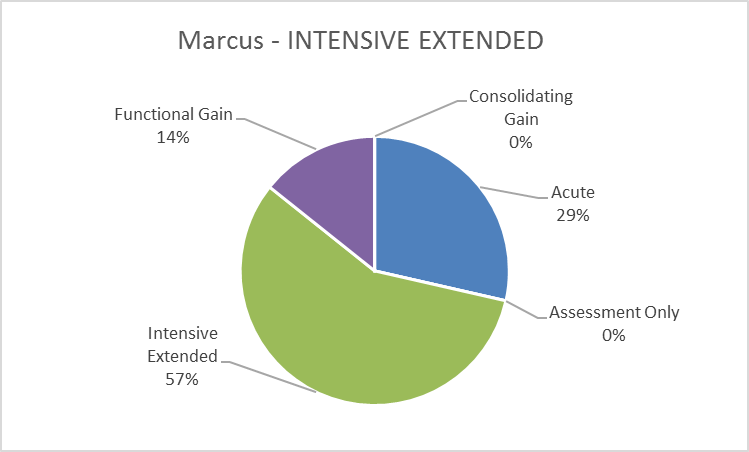 Marcus - INTENSIVE EXTENDED
Functional Gain
14%
Consolidating
Gain
0%
Acute
29%
Assessment Only
0%
Intensive
Extended
57%